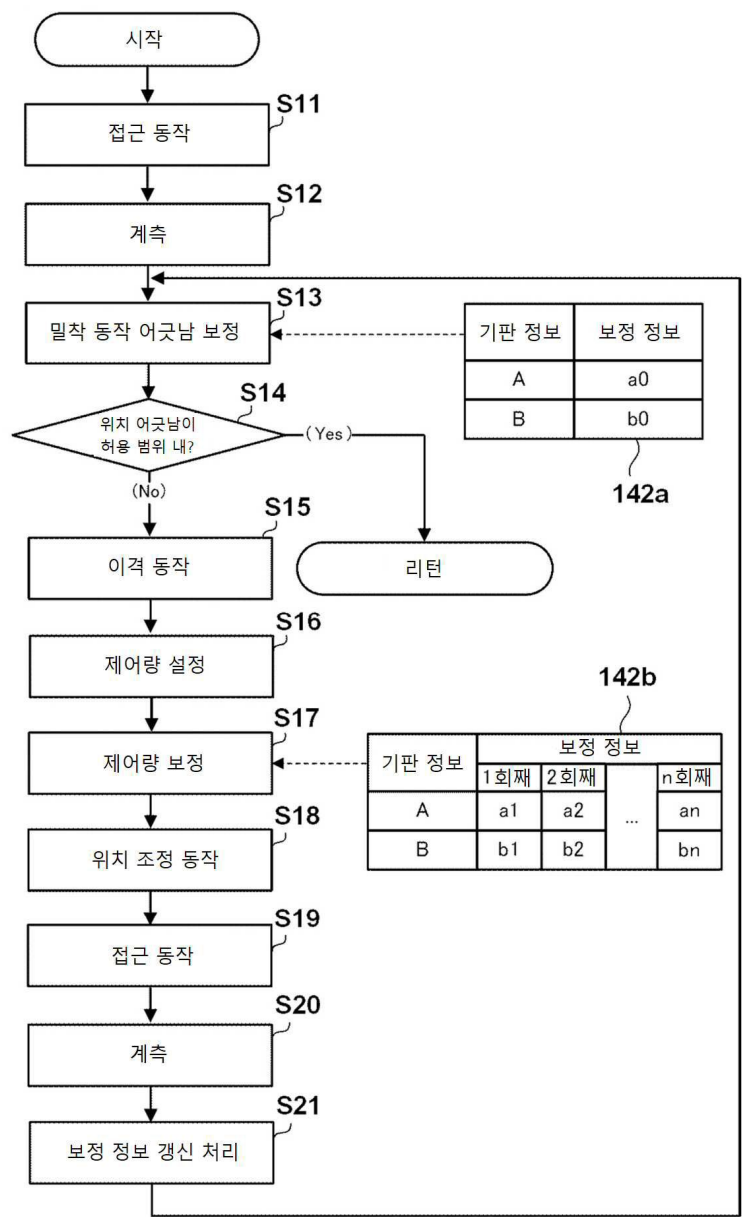 시작
S11
접근 동작
S12
계측
S13
밀착 동작 어긋남 보정
기판 정보
보정 정보
A
a0
B
b0
142a
S14
위치 어긋남이
허용 범위 내?
(Yes)
(No)
S15
이격 동작
리턴
S16
제어량 설정
142b
S17
제어량 보정
기판 정보
보정 정보
1회째
2회째
...
n회째
A
a1
a2
an
B
b1
b2
bn
S18
위치 조정 동작
S19
접근 동작
S20
계측
S21
보정 정보 갱신 처리